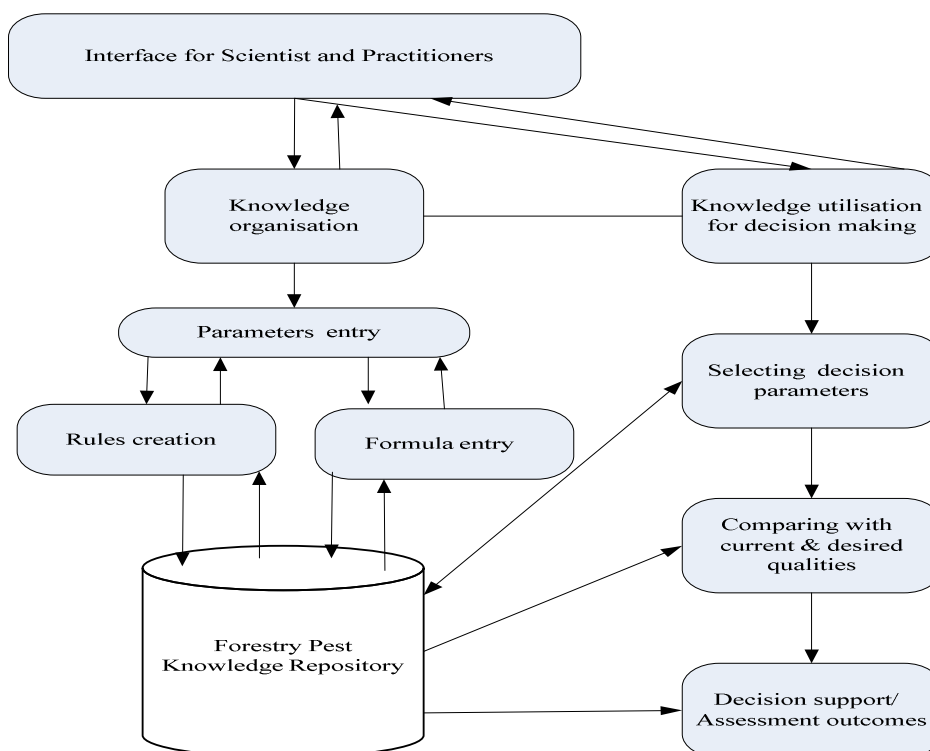 Interface for Scientist and Practitioners
Knowledge
organisation
Knowledge utilisation
for decision making
Parameters entry
Selecting decision
parameters
Rules creation
Formula entry
Comparing with
current & desired
qualities
Forestry Pest
Knowledge Repository
Decision support/
Assessment outcomes